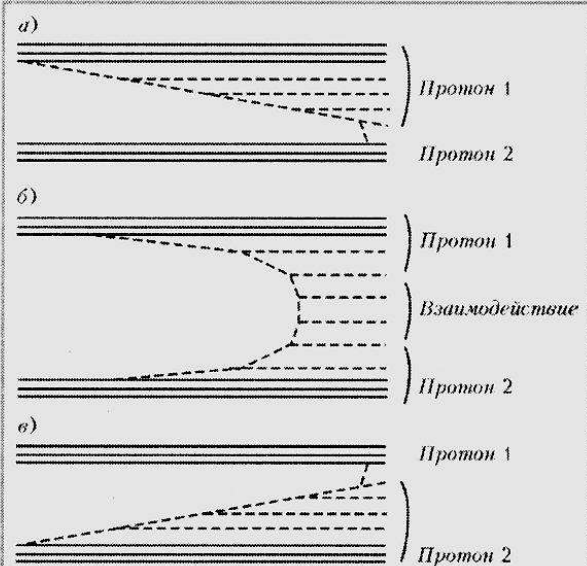 а)
Протон 1
Протон 2
б)
Протон 1
Взаимодействие
Протон 2
в)
Протон 1
Протон 2